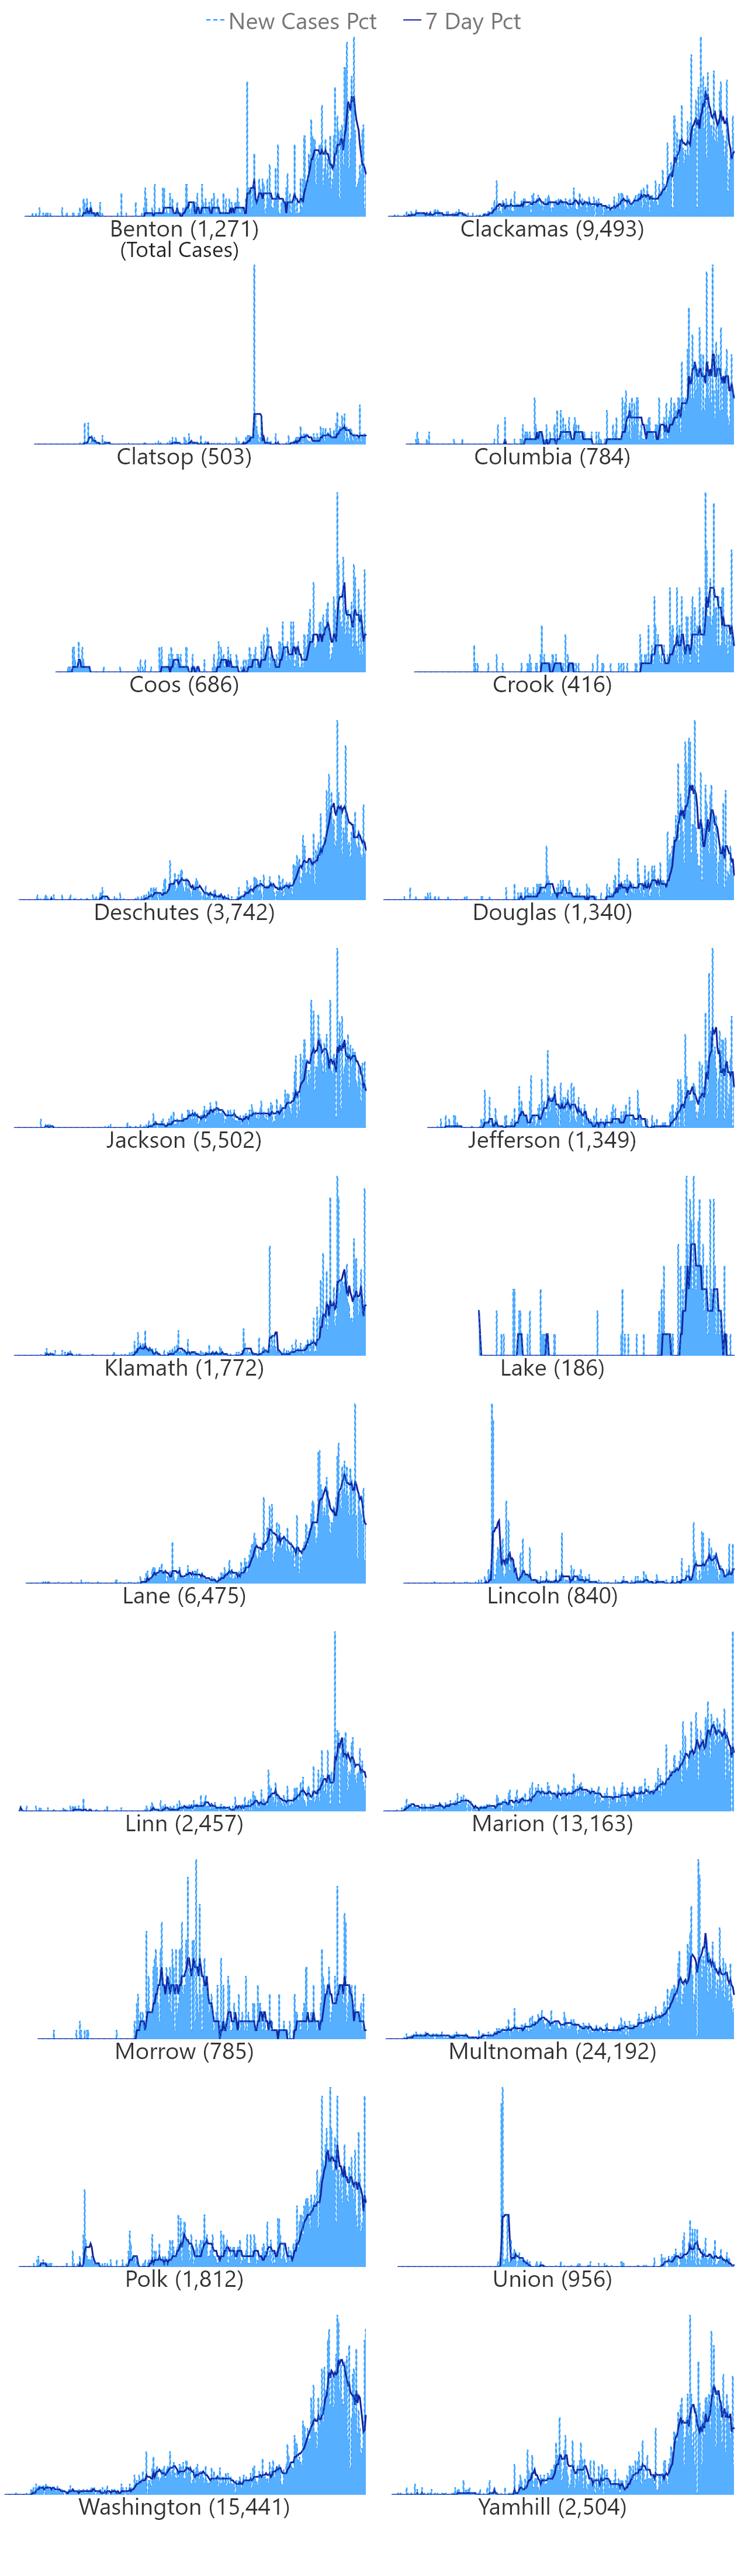 New Cases Pct 7 Day Pct
Benton (1,271) Clackamas (9,493)
(Total Cases)
Clatsop (503) Columbia (784)
Coos (686) Crook (416)
Deschutes (3,742) Douglas (1,340)
Jackson (5,502) Jefferson (1,349)
Klamath (1,772) Lake (186)
Lane (6,475) Lincoln (840)
Linn (2,457) Marion (13,163)
Morrow (785) Multnomah (24,192)
Polk (1,812) Union (956)
Washington (15,441) Yamhill (2,504)